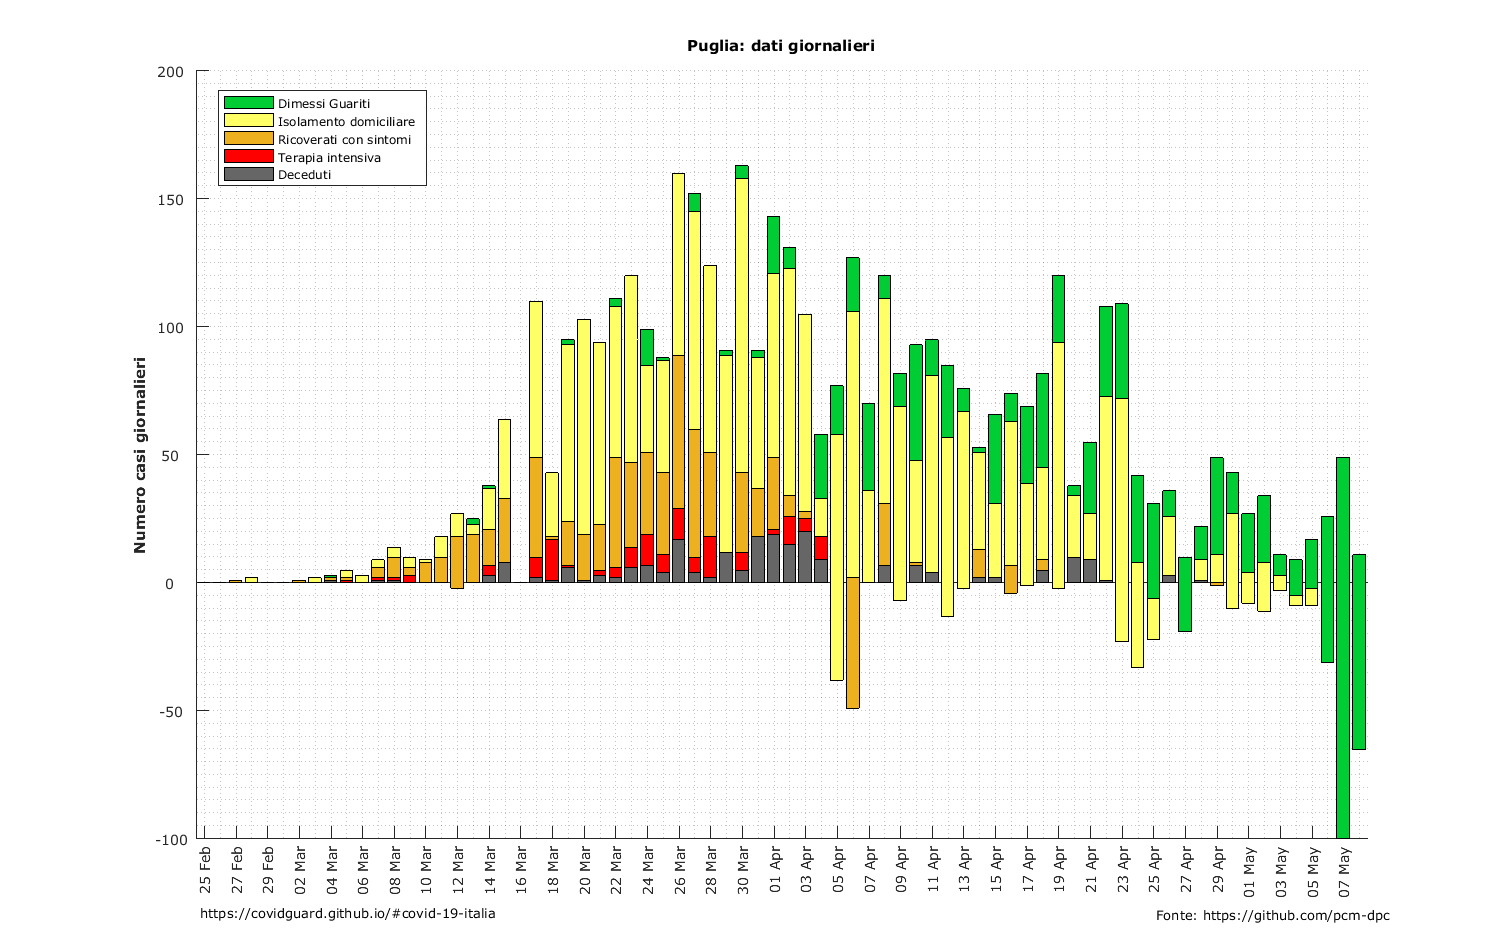 Puglia: dati giornalieri
200
150
100
50
0
-50
-100
Numero casi giornalieri
Dimessi Guariti
Isolamento domiciliare
Ricoverati con sintomi
Terapia intensiva
Deceduti
25 Feb
27 Feb
29 Feb
02 Mar
04 Mar
06 Mar
08 Mar
10 Mar
12 Mar
14 Mar
16 Mar
18 Mar
20 Mar
22 Mar
24 Mar
26 Mar
28 Mar
30 Mar
01 Apr
03 Apr
05 Apr
07 Apr
09 Apr
11 Apr
13 Apr
15 Apr
17 Apr
19 Apr
21 Apr
23 Apr
25 Apr
27 Apr
29 Apr
01 May
03 May
05 May
07 May
https://covidguard.github.io/#covid-19-italia
Fonte: https://github.com/pcm-dpc